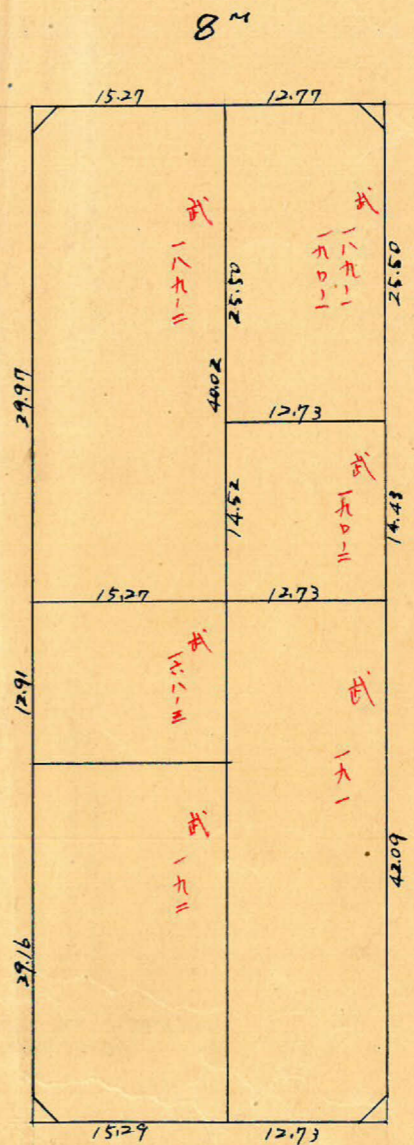 8ᴹ
15.27
12.77
武
一八九ノ二
武
一八九ノ一
一九〇ノ一
25.50
25.50
40.02
39.97
12.73
14.52
14.43
武
一九〇ノ二
15.27
12.73
12.91
武
一六八ノ三
武
一九一
武
一九二
42.09
29.16
15.29
12.73